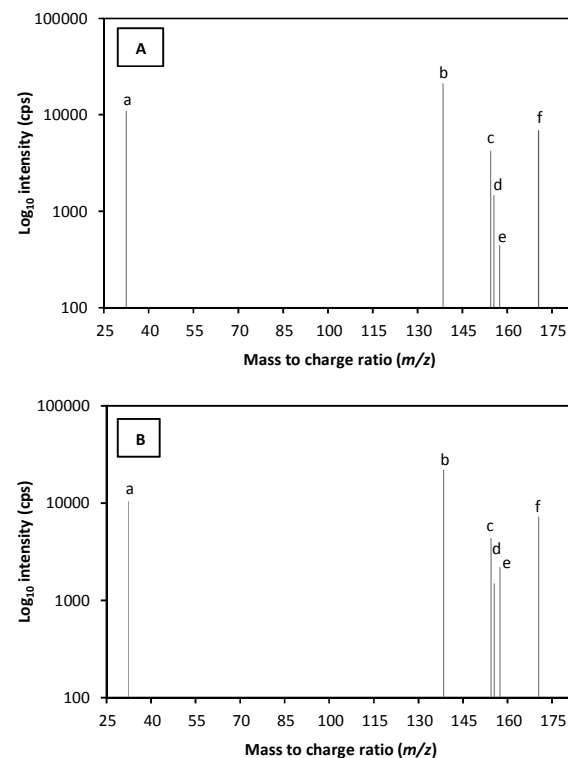 100000
A
10000
1000
100
Log10 intensity (cps)
a
b
c
d
e
f
25 40 55 70 85 100 115 130 145 160 175
Mass to charge ratio (m/z)
100000
B
10000
1000
100
Log10 intensity (cps)
a
b
c
d
e
f
25 40 55 70 85 100 115 130 145 160 175
Mass to charge ratio (m/z)